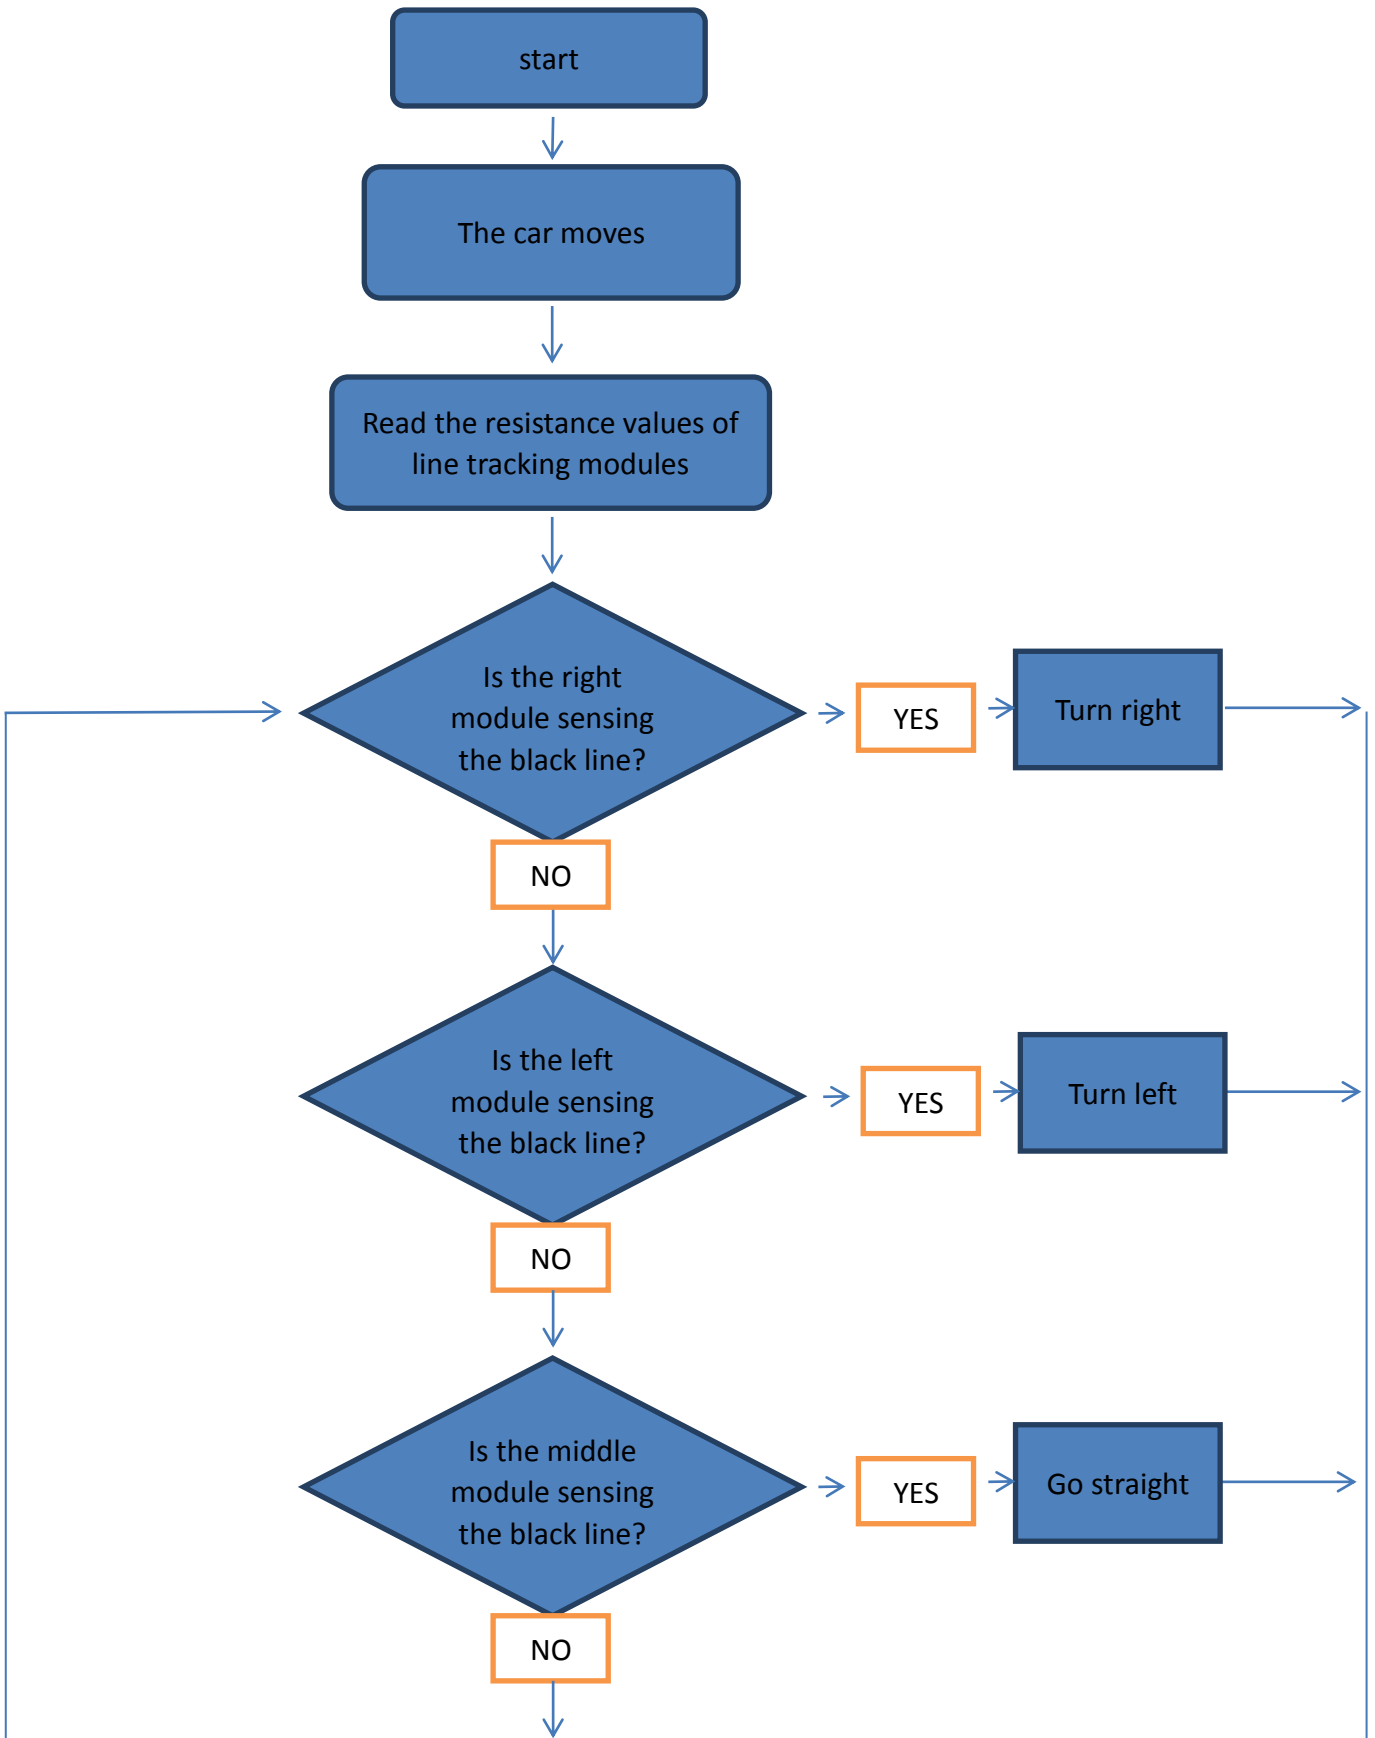 start
The car moves
Read the resistance values of
line tracking modules
Is the right
module sensing
the black line?
YES
Turn right
NO
Is the left
module sensing
the black line?
YES
Turn left
NO
Is the middle
module sensing
the black line?
YES
Go straight
NO